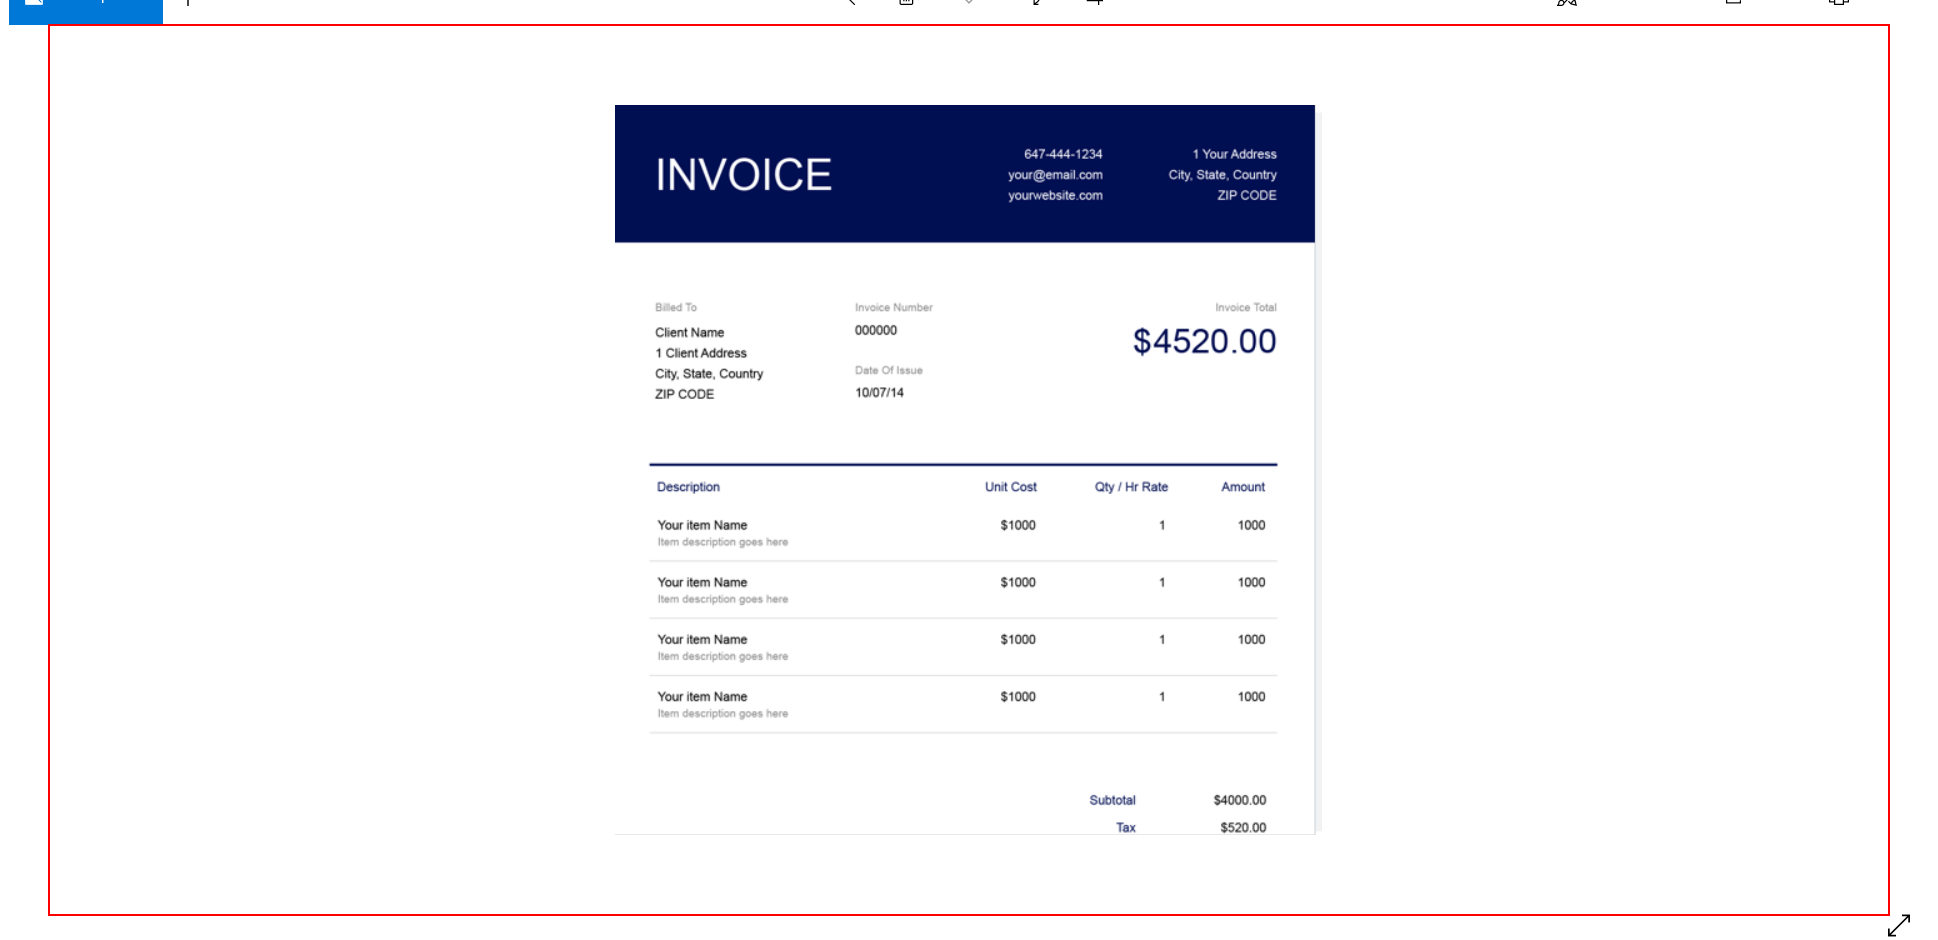 INVOICE
647-444-1234
your@email.com
yourwebsite.com
1 Your Address
City, State, Country
ZIP CODE
Billed To
Client Name
1 Client Address
City, State, Country
ZIP CODE
Invoice Number
000000
Date Of Issue
10/07/14
Invoice Total
$4520.00
Description Unit Cost Qty / Hr Rate Amount
Your item Name $1000 1 1000
Item description goes here
Your item Name $1000 1 1000
Item description goes here
Your item Name $1000 1 1000
Item description goes here
Your item Name $1000 1 1000
Item description goes here
Subtotal $4000.00
Tax $520.00